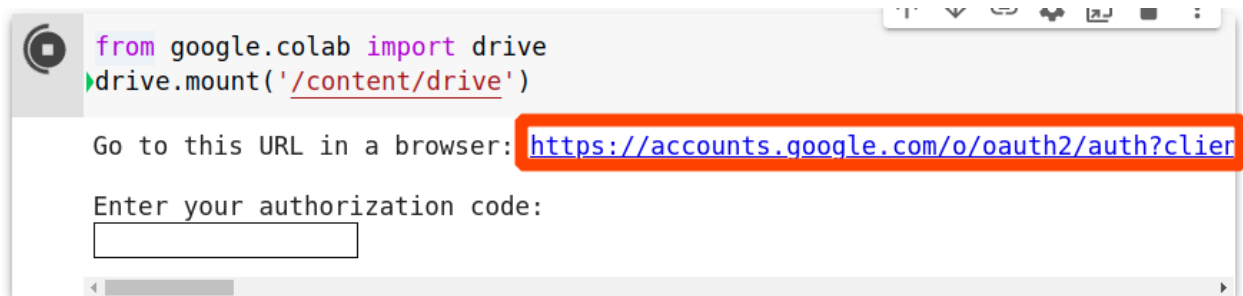 from google.colab import drive
drive.mount('/content/drive')
Go to this URL in a browser: https://accounts.google.com/o/oauth2/auth?clien
Enter your authorization code: